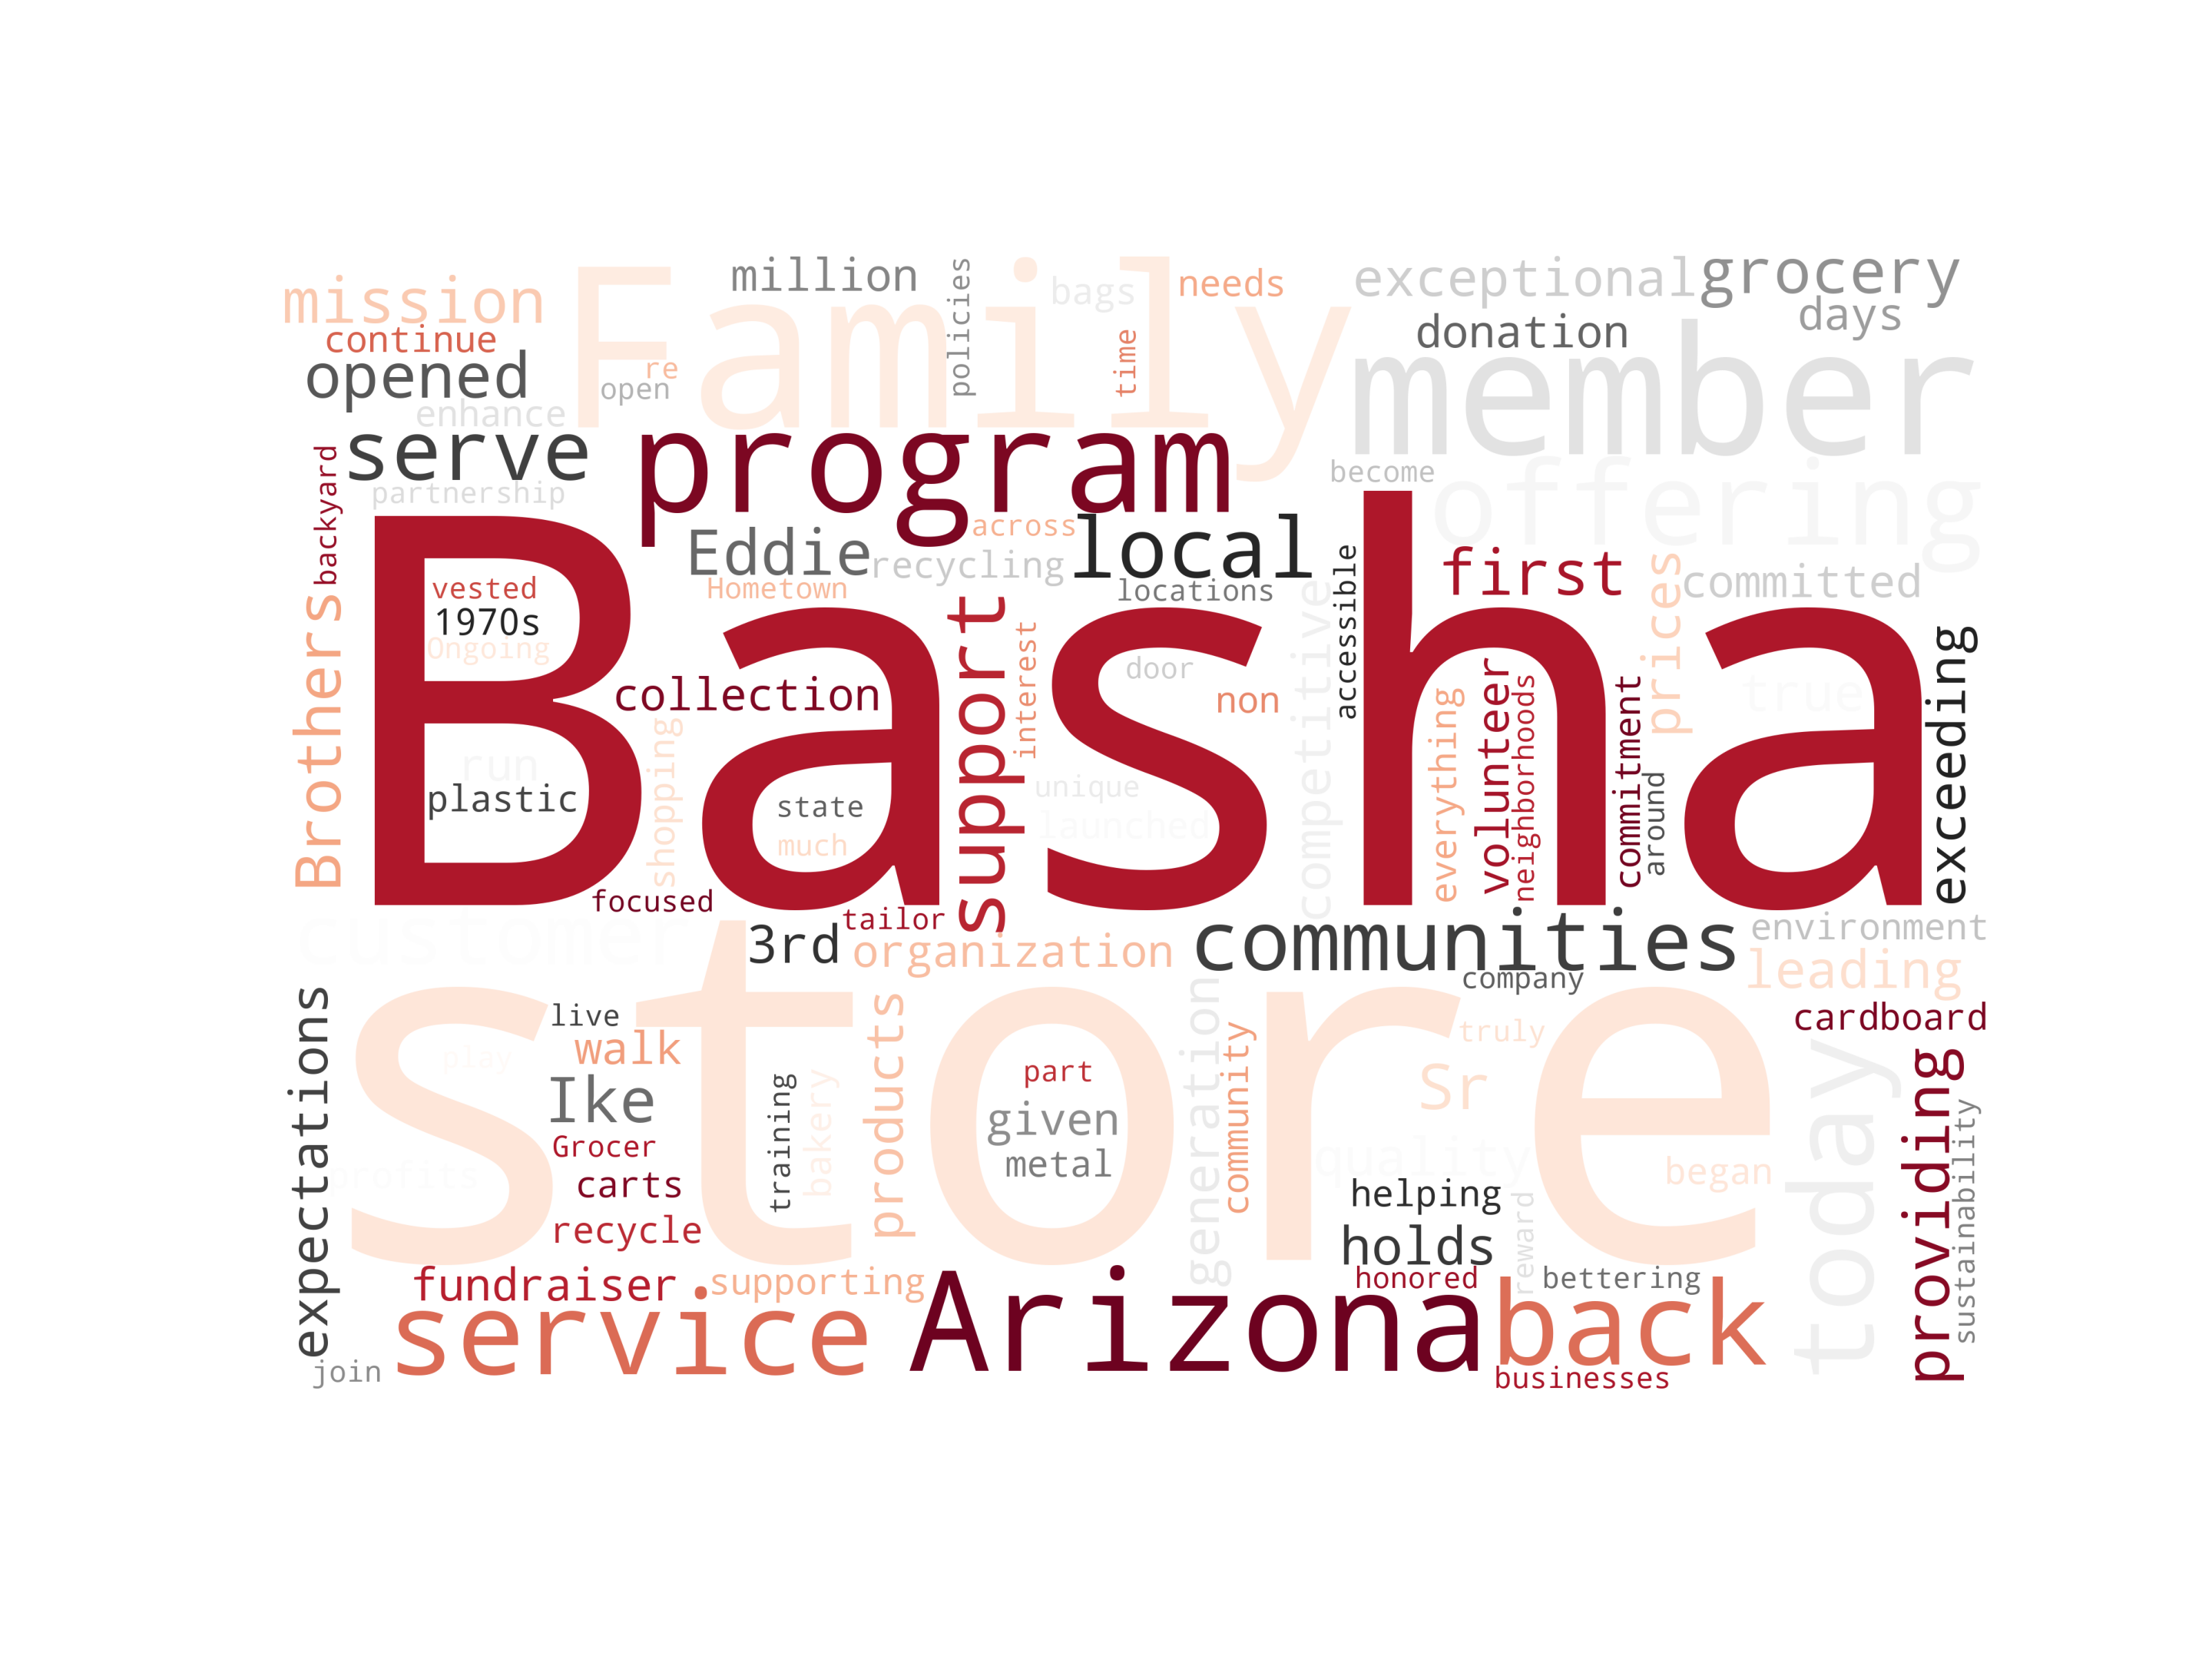 Family
million
policies
bags
needs
exceptional
grocery
mission
continue
re
open
time
donation
days
opened
enhance
member
serve
program
become
offering
partnership
backyard
Eddie
recycling
across
local
accessible
first
committed
Hometown
locations
prices
vested
1970s
Ongoing
Brothers
Basha
collection
support
interest
door
non
competitive
true
exceeding
run
plastic
shopping
state
much
unique
launched
everything
volunteer
neighborhoods
commitment
around
focused
tailor
customer
3rd
organization
communities
environment
company
leading
store
expectations
live
walk
play
Ike
Grocer
carts
recycle
profits
training
bakery
products
part
given
metal
generation
community
truly
Sr
quality
began
cardboard
today
providing
sustainability
helping
holds
reward
honored
bettering
fundraiser
supporting
service
Arizona
back
businesses
join